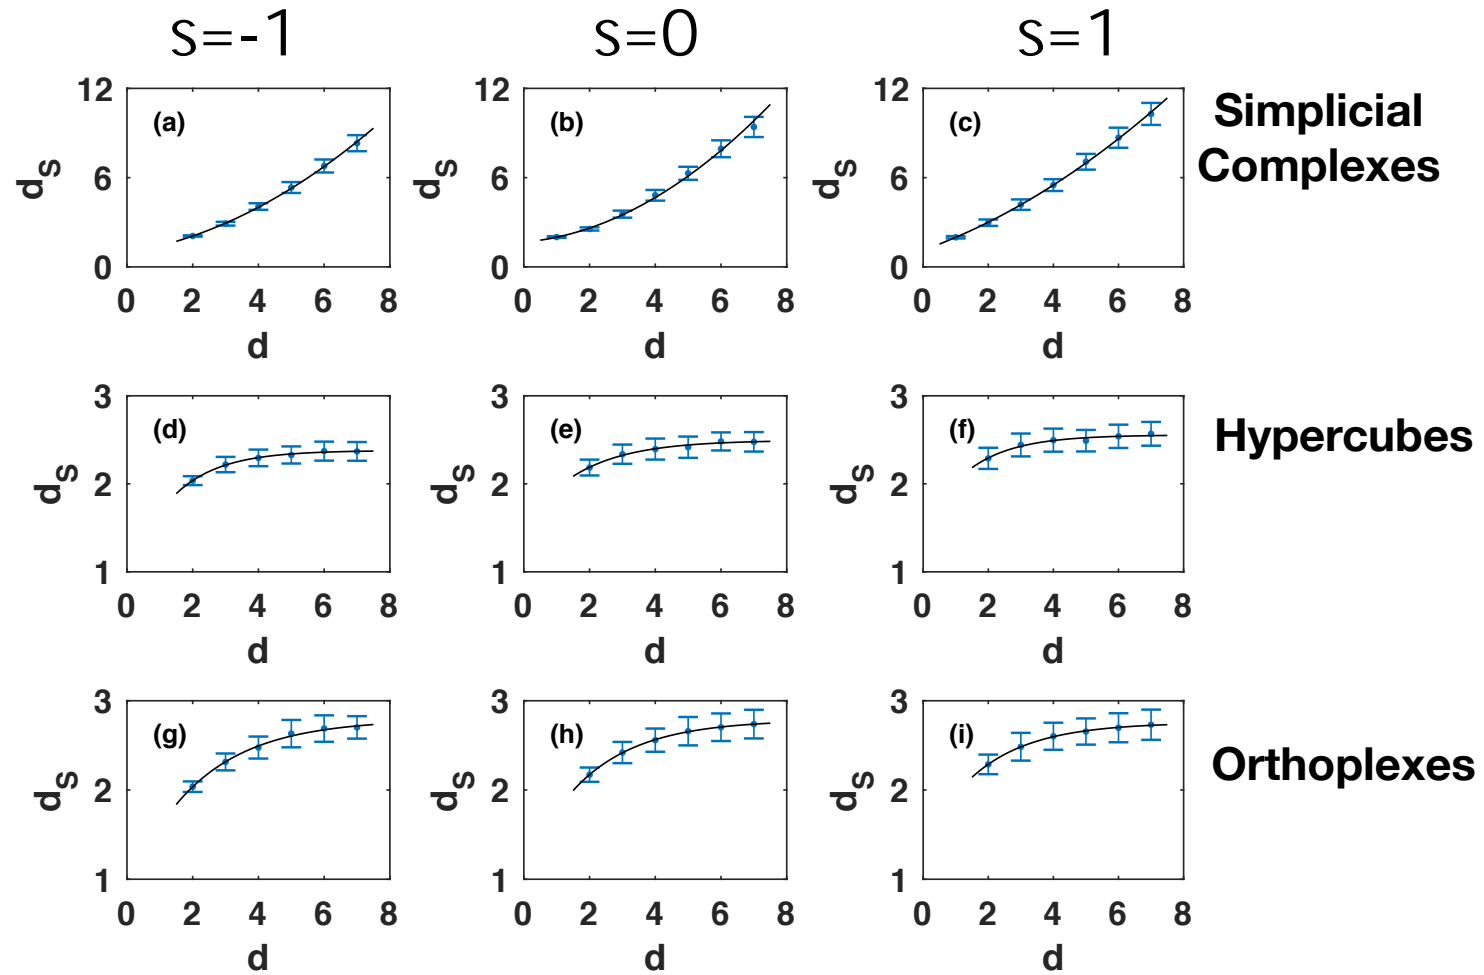 s=-1 s=0 s=1
12 12 12
(a) (b) (c) Simplicial
Complexes
dS 6 dS 6 dS 6
0 0 0
0 2 4 6 8 0 2 4 6 8 0 2 4 6 8
d d d
3 3 3
(d) (e) (f) Hypercubes
dS 2 dS 2 dS 2
1 1 1
0 2 4 6 8 0 2 4 6 8 0 2 4 6 8
d d d
3 3 3
(g) (h) (i) Orthoplexes
dS 2 dS 2 dS 2
1 1 1
0 2 4 6 8 0 2 4 6 8 0 2 4 6 8
d d d